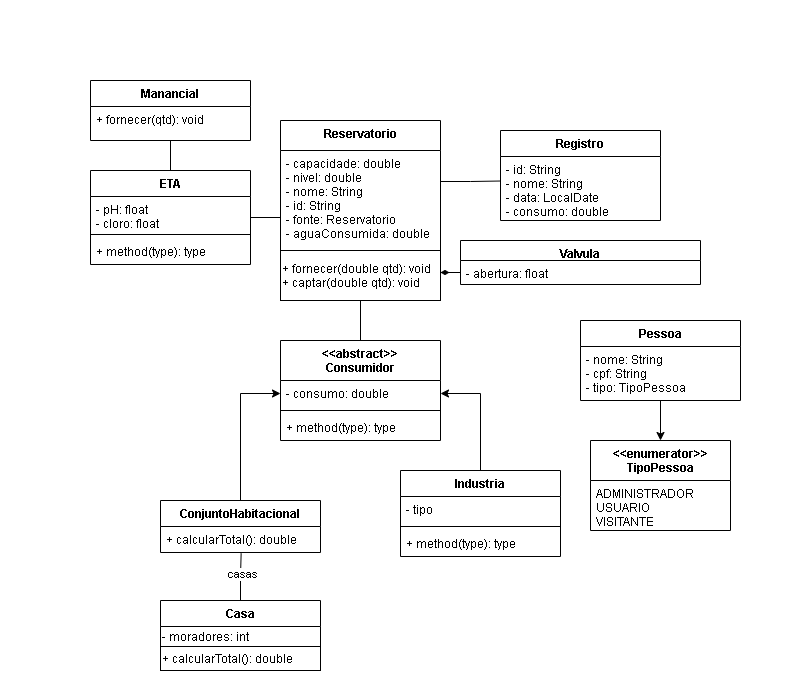 Manancial
+ fornecer(qtd): void
ETA
- pH: float
- cloro: float
+ method(type): type
Reservatorio
- capacidade: double
- nivel: double
- nome: String
- id: String
- fonte: Reservatorio
- aguaConsumida: double
+ fornecer(double qtd): void
+ captar(double qtd): void
Registro
- id: String
- nome: String
- data: LocalDate
- consumo: double
Valvula
- abertura: float
Pessoa
- nome: String
- cpf: String
- tipo: TipoPessoa
<<enumerator>>
TipoPessoa
ADMINISTRADOR
USUARIO
VISITANTE
<<abstract>>
Consumidor
- consumo: double
+ method(type): type
Industria
- tipo
+ method(type): type
ConjuntoHabitacional
+ calcularTotal(): double
casas
Casa
- moradores: int
+ calcularTotal(): double